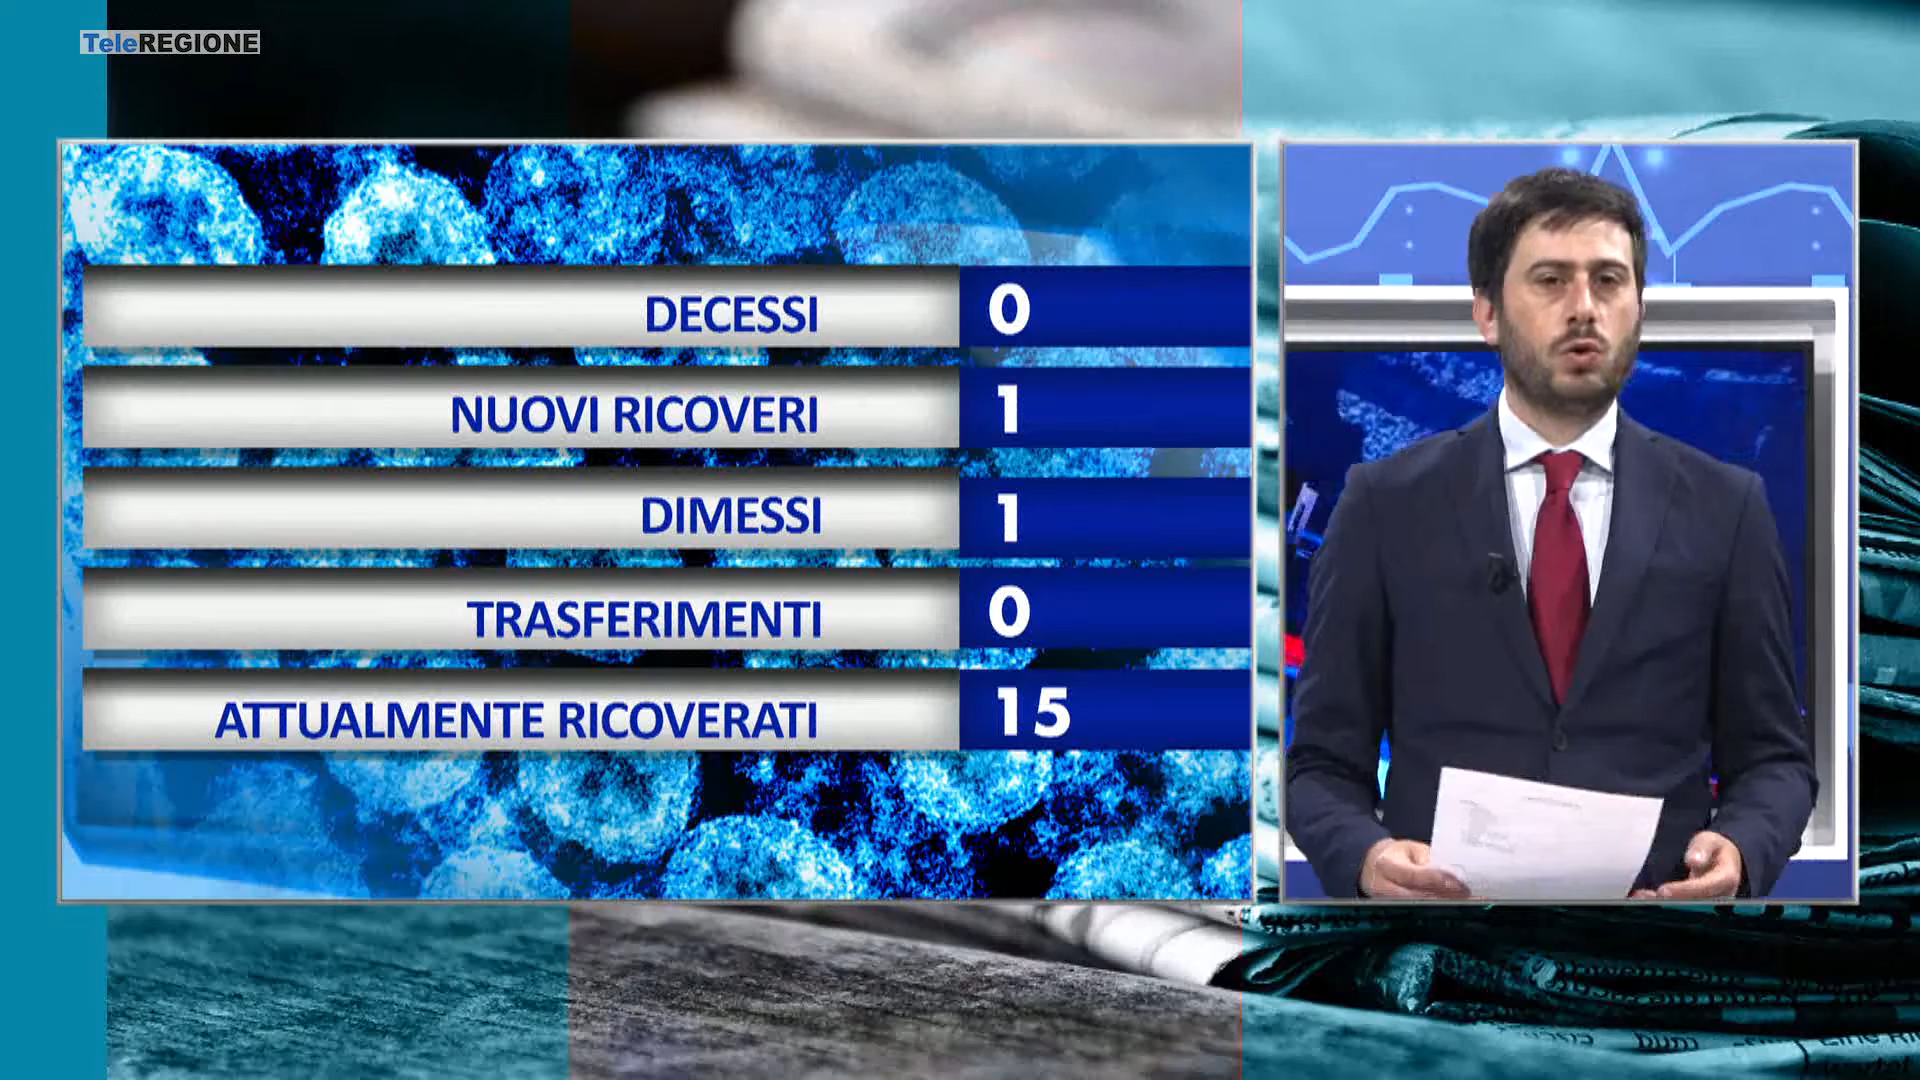 TeleREGIONE
DECESSI 0
NUOVI RICOVERI 1
DIMESSI 1
TRASFERIMENTI 0
ATTUALMENTE RICOVERATI 15